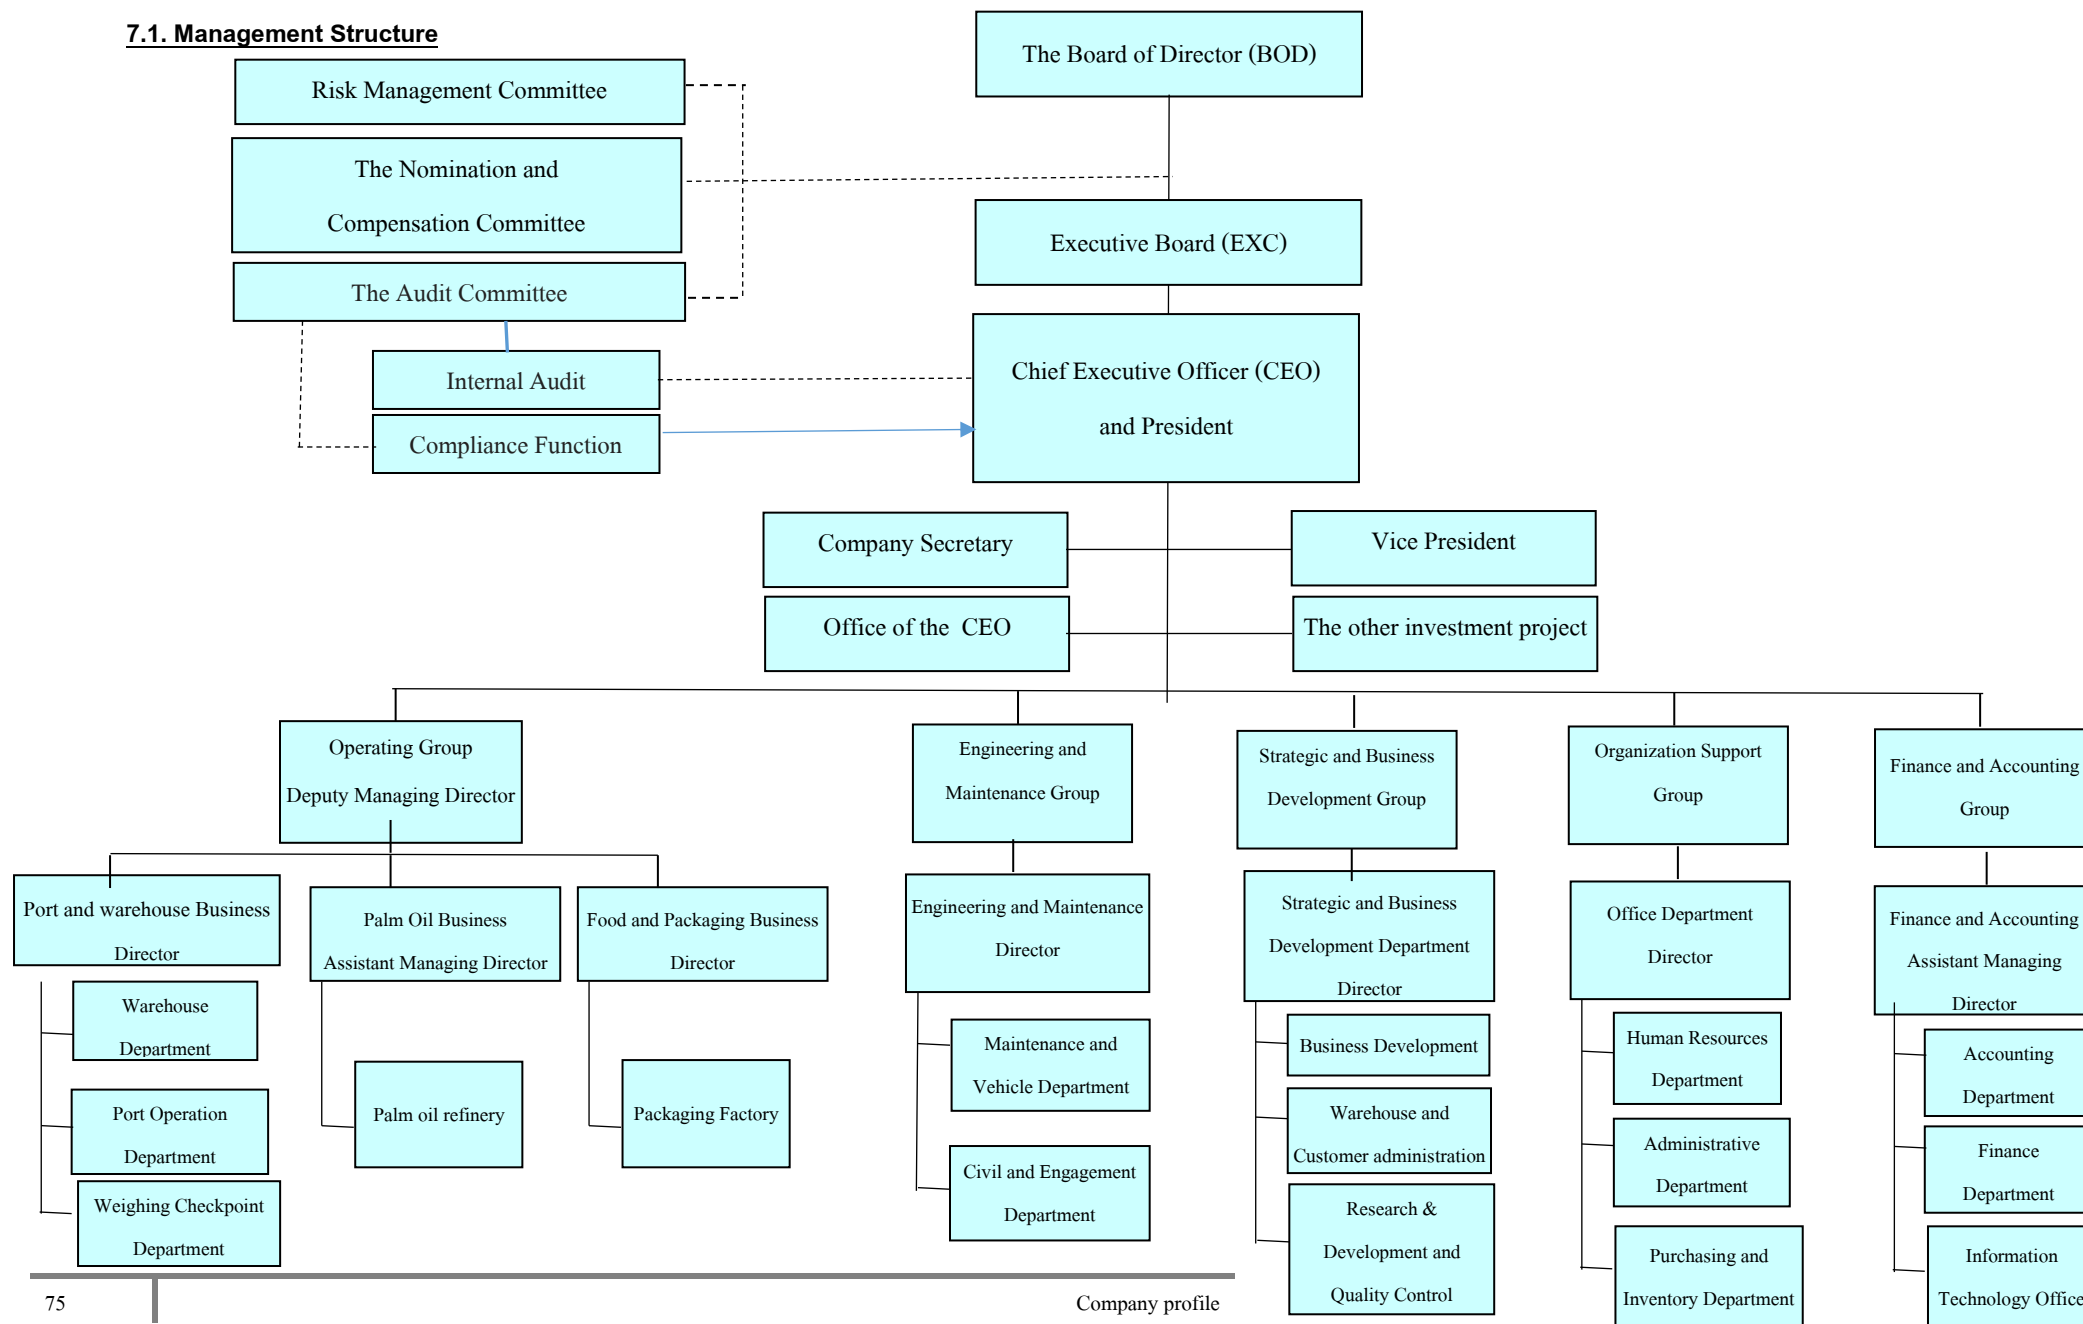 7.1. Management Structure
The Board of Director (BOD)
Risk Management Committee
The Nomination and
Compensation Committee
Executive Board (EXC)
The Audit Committee
Internal Audit
Chief Executive Officer (CEO)
and President
Compliance Function
Company Secretary
Vice President
Office of the CEO
The other investment project
Operating Group
Deputy Managing Director
Engineering and
Maintenance Group
Strategic and Business
Development Group
Organization Support
Group
Finance and Accounting
Group
Port and warehouse Business
Director
Palm Oil Business
Assistant Managing Director
Food and Packaging Business
Director
Engineering and Maintenance
Director
Strategic and Business
Development Department
Director
Office Department
Director
Finance and Accounting
Assistant Managing
Director
Warehouse
Department
Port Operation
Department
Weighing Checkpoint
Department
Palm oil refinery
Packaging Factory
Maintenance and
Vehicle Department
Civil and Engagement
Department
Business Development
Warehouse and
Customer administration
Research &
Development and
Quality Control
Human Resources
Department
Administrative
Department
Purchasing and
Inventory Department
Accounting
Department
Finance
Department
Information
Technology Office
75
Company profile